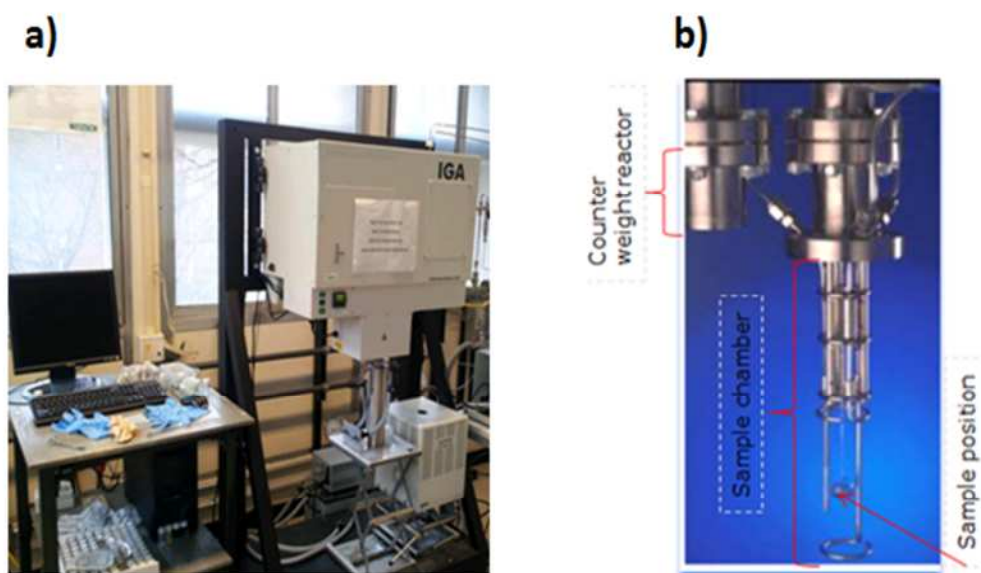 a)
b)
IGA
Counter
weight reactor
Sample chamber
Sample position